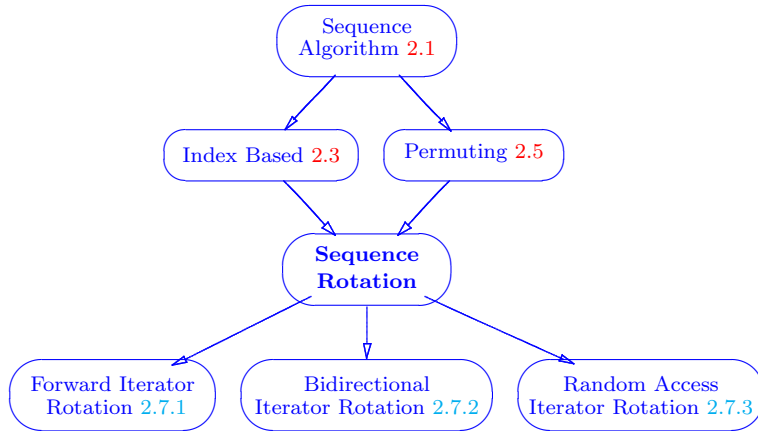 Sequence
Algorithm 2.1
Index Based 2.3
Permuting 2.5
Sequence
Rotation
Forward Iterator
Rotation 2.7.1
Bidirectional
Iterator Rotation 2.7.2
Random Access
Iterator Rotation 2.7.3